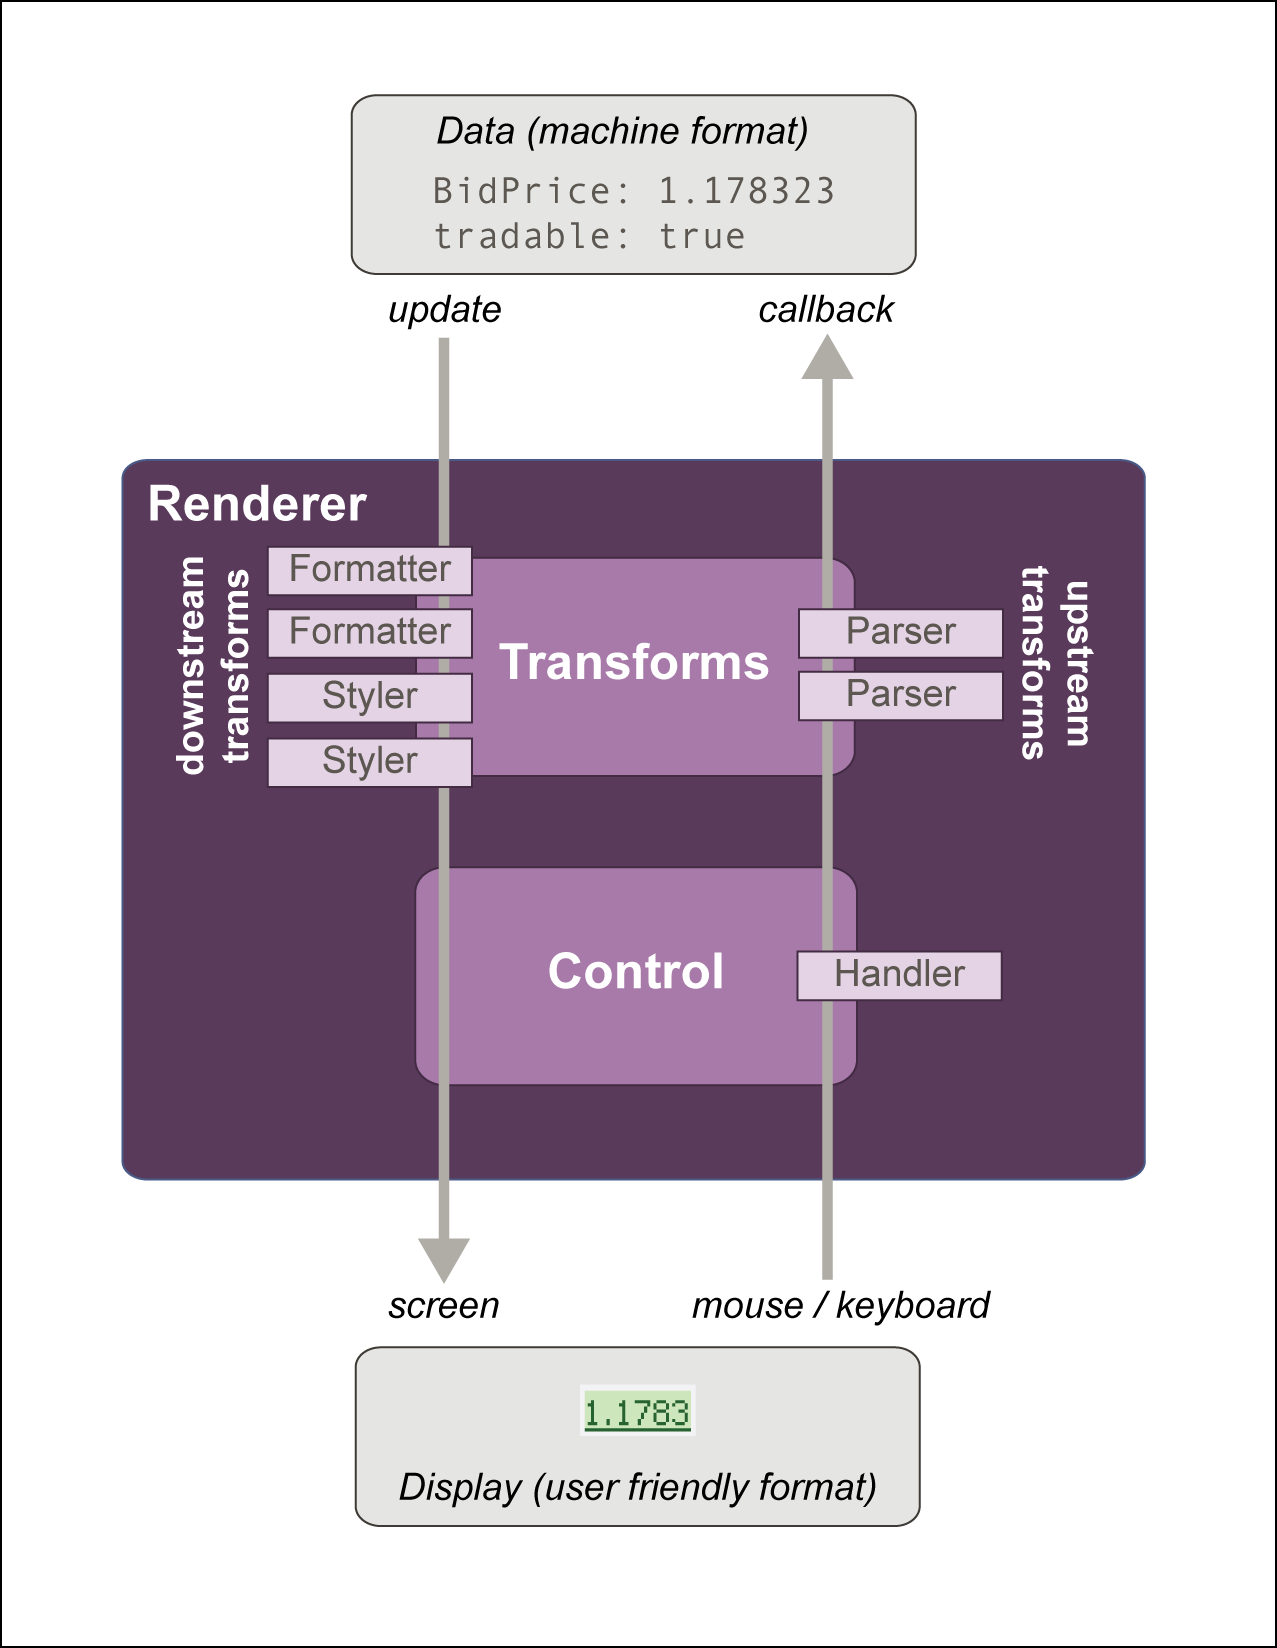 Data (machine format)
BidPrice: 1.178323
tradable: true
update
callback
Renderer
downstream
transforms
Formatter
Formatter
Styler
Styler
Transforms
Parser
Parser
upstream
transforms
Control
Handler
screen
mouse / keyboard
1.1783
Display (user friendly format)